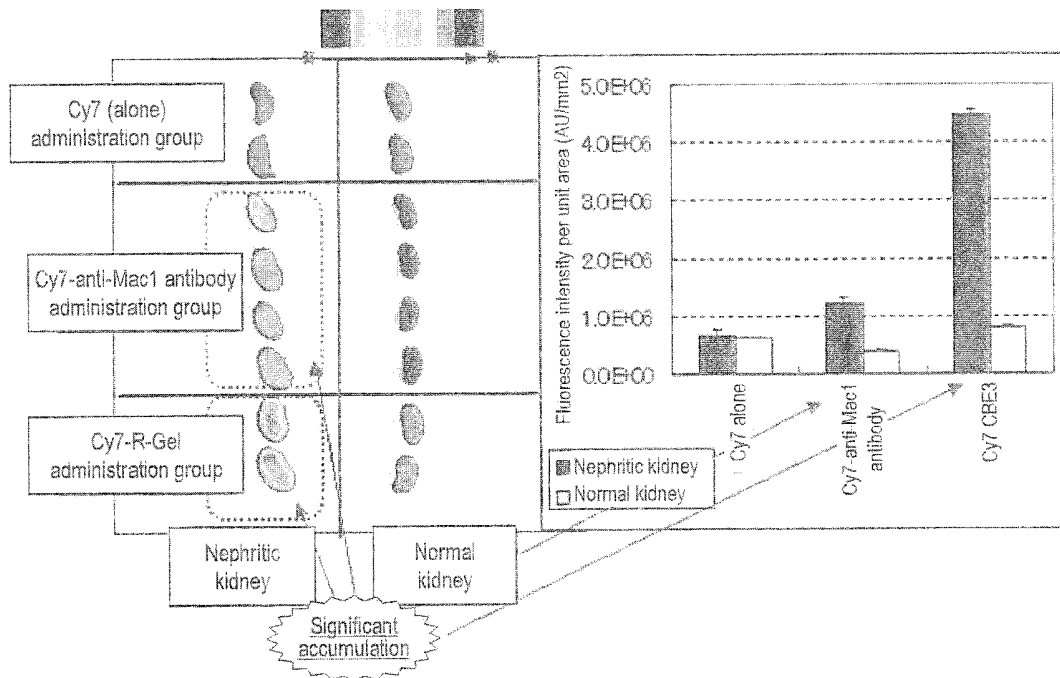 Cy7 (alone)
administration group
Cy7-anti-Mac1 antibody
administration group
Cy7-R-Gel
administration group
Nephritic
kidney
Normal
kidney
Significant
accumulation
Fluorescence intensity per unit area (AU/mm2)
5.0E+06
4.0E+06
3.0E+06
2.0E+06
1.0E+06
0.0E+00
Cy7 alone
Cy7-anti-Mac1
antibody
Cy7 CBE3
Nephritic kidney
Normal kidney